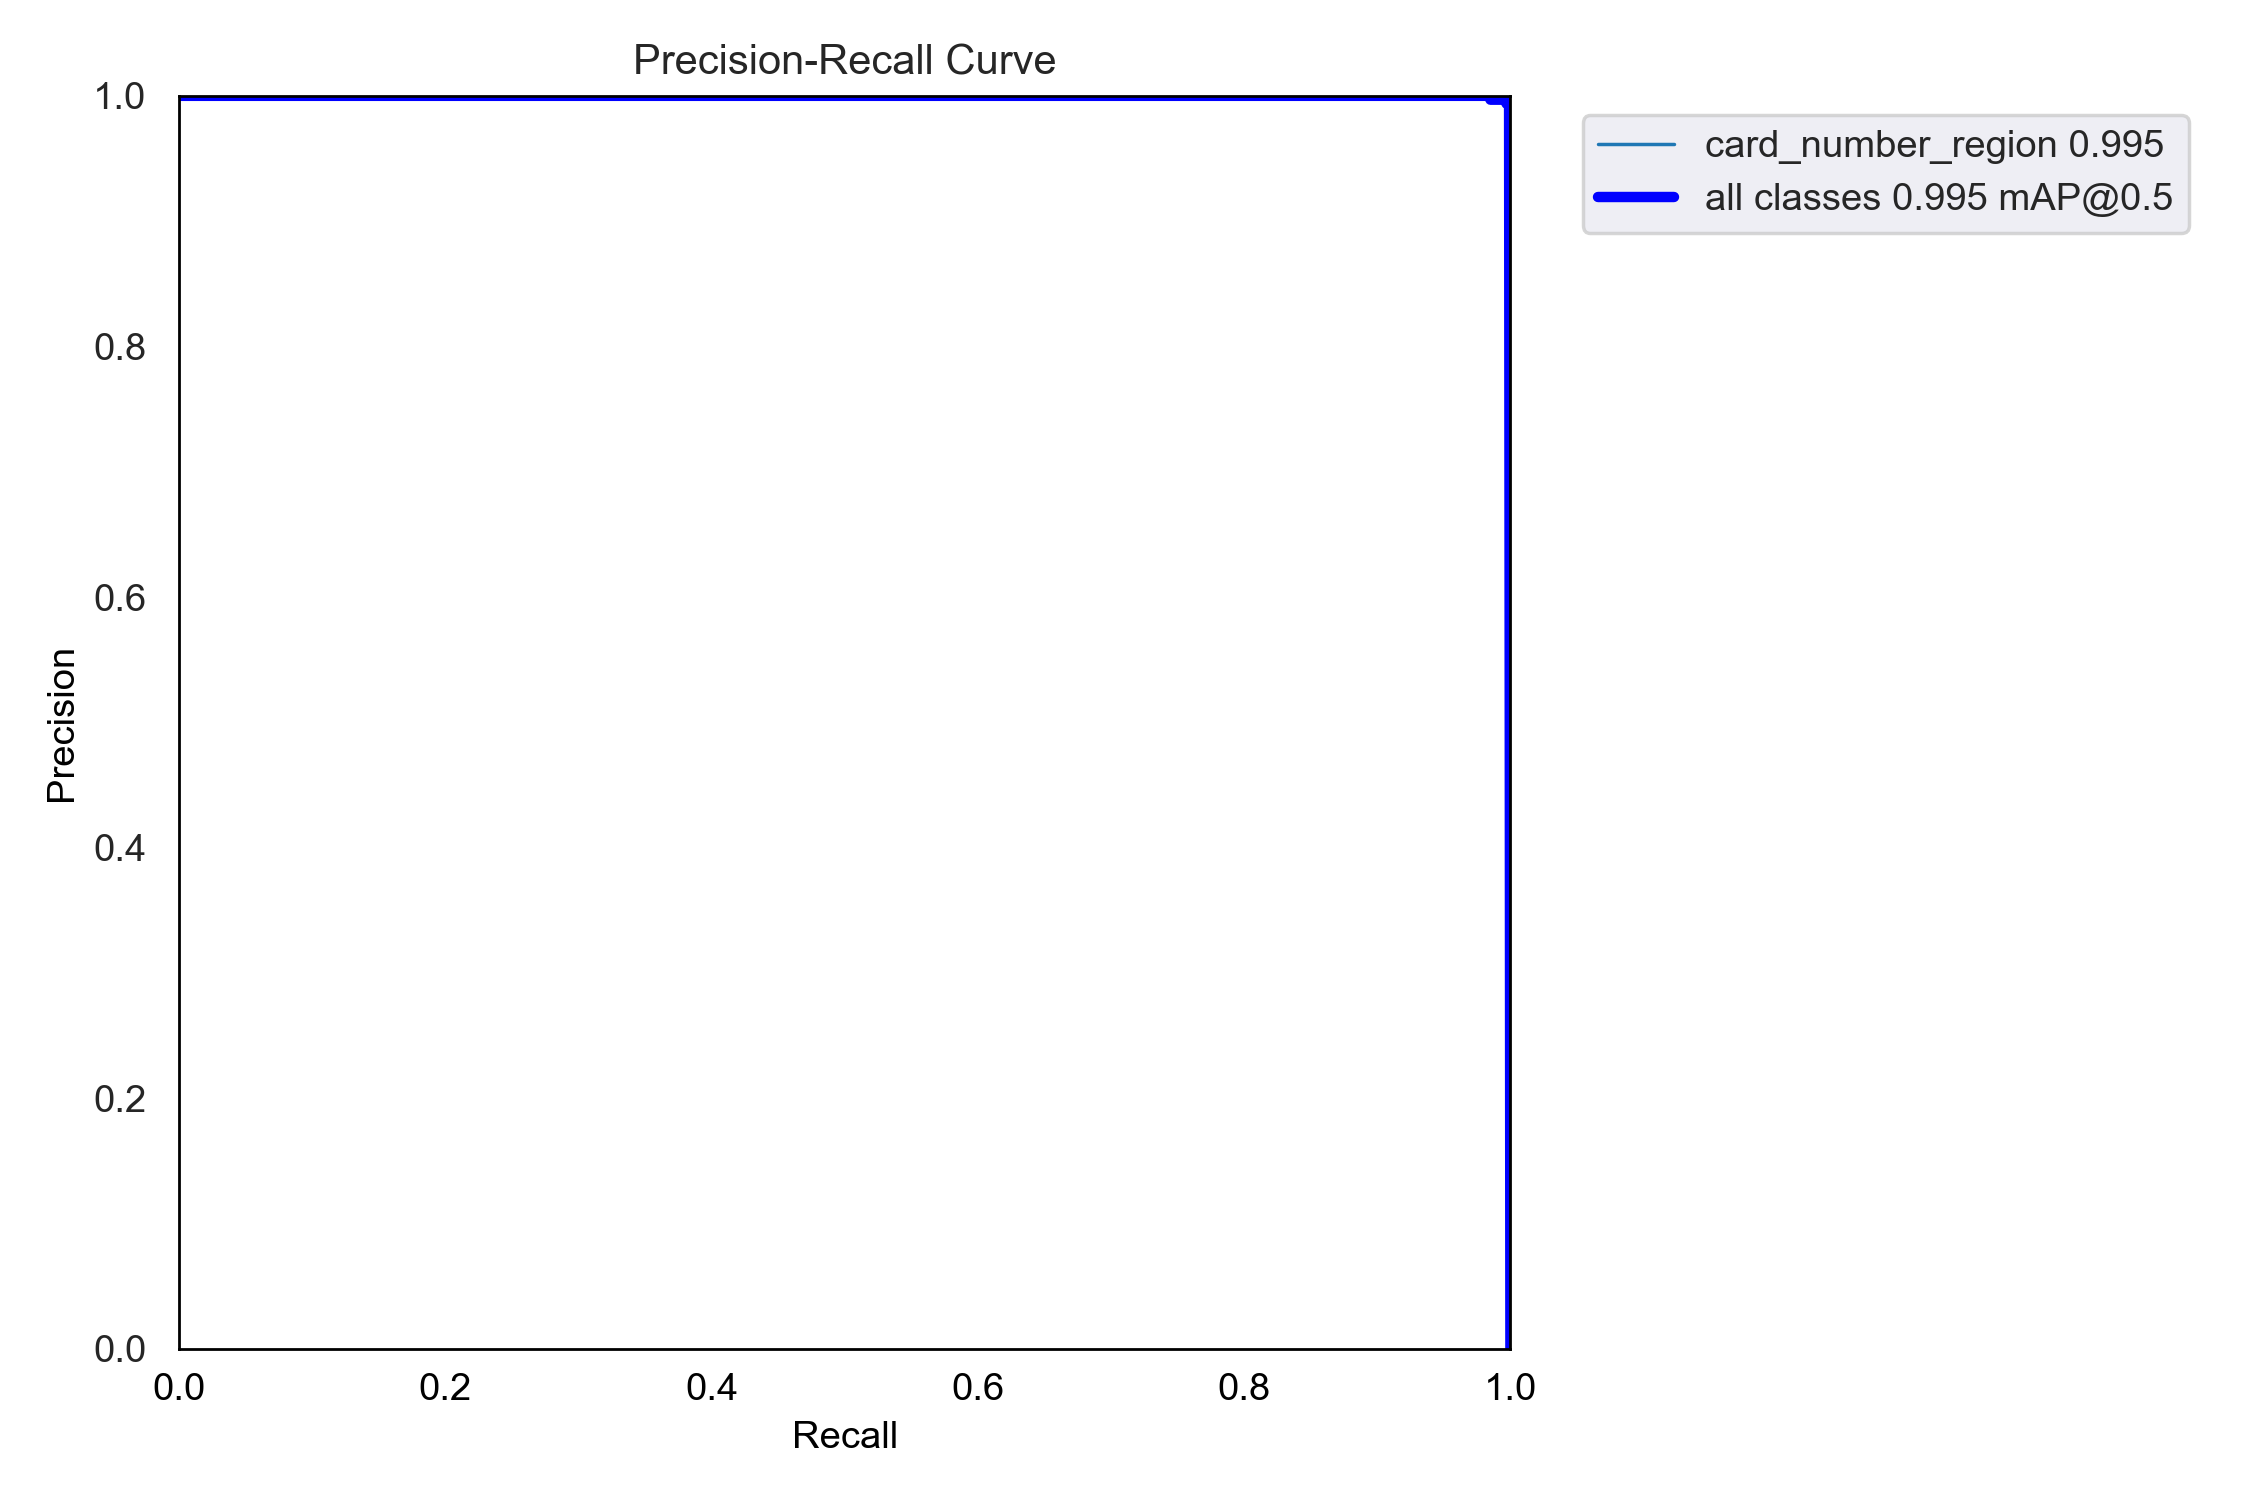 Precision-Recall Curve
1.0
0.8
0.6
0.4
0.2
0.0
Precision
0.0 0.2 0.4 0.6 0.8 1.0
Recall
card_number_region 0.995
all classes 0.995 mAP@0.5